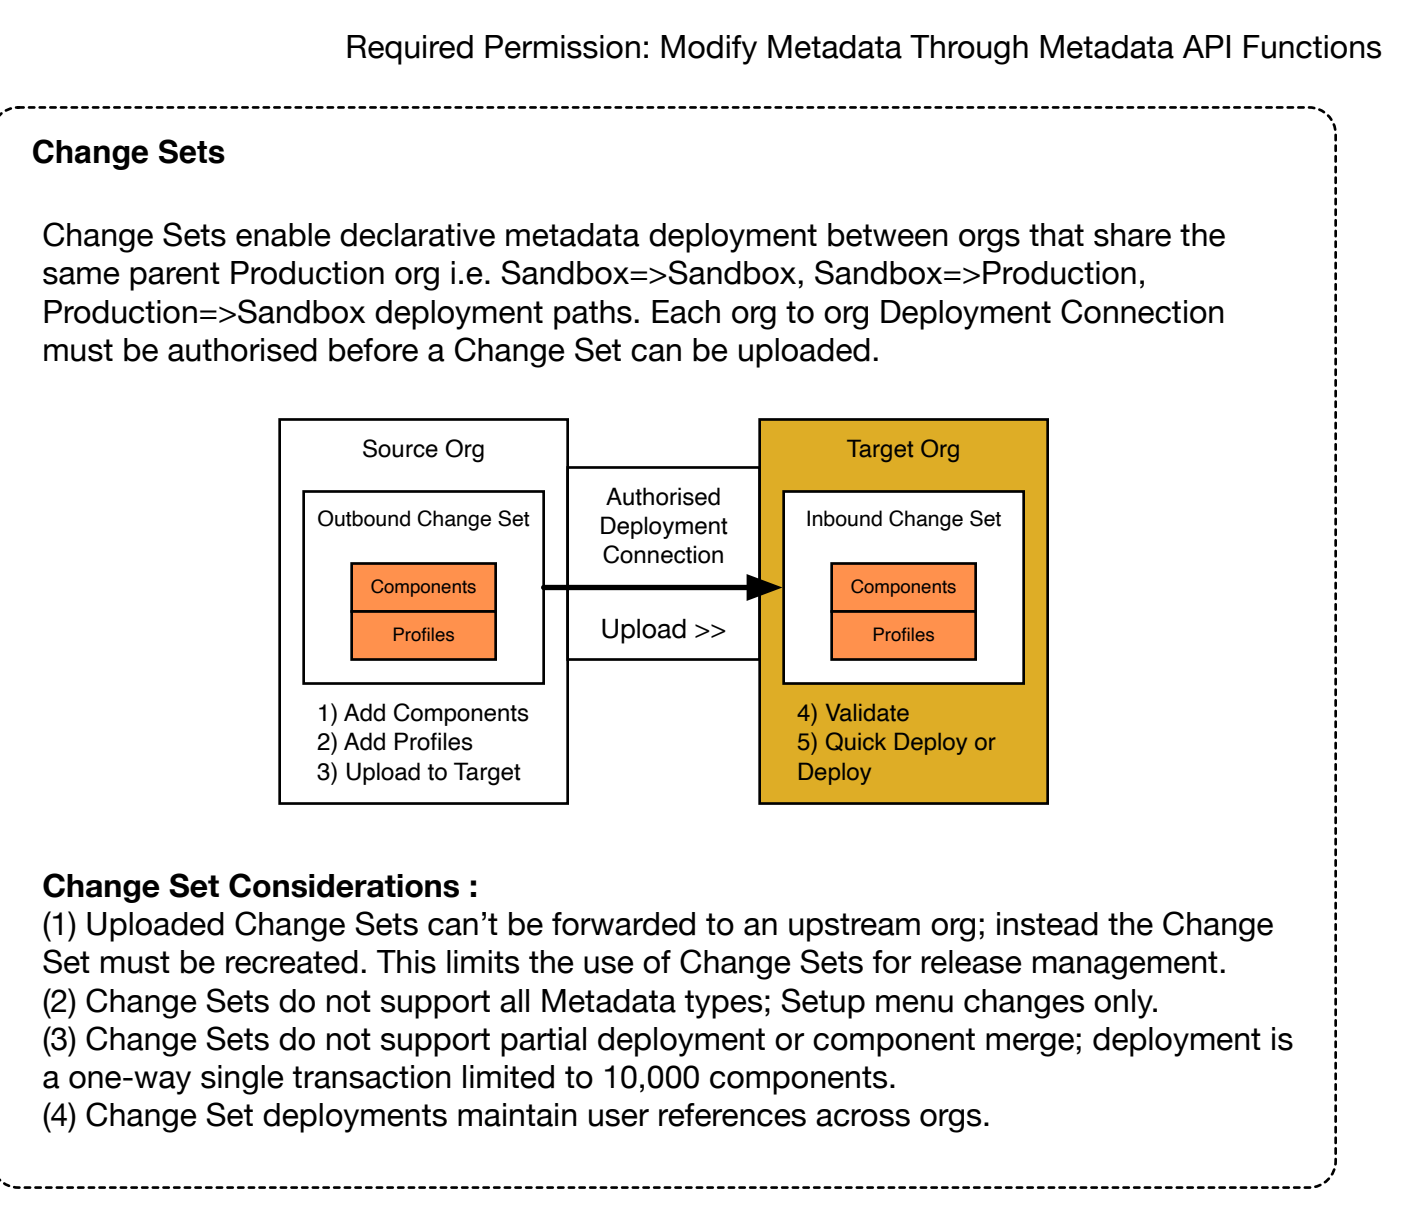 Required Permission: Modify Metadata Through Metadata API Functions
Change Sets
Change Sets enable declarative metadata deployment between orgs that share the
same parent Production org i.e. Sandbox=>Sandbox, Sandbox=>Production,
Production=>Sandbox deployment paths. Each org to org Deployment Connection
must be authorised before a Change Set can be uploaded.
Source Org
Outbound Change Set
Components
Profiles
1) Add Components
2) Add Profiles
3) Upload to Target
Authorised
Deployment
Connection
Upload >>
Target Org
Inbound Change Set
Components
Profiles
4) Validate
5) Quick Deploy or
Deploy
Change Set Considerations :
(1) Uploaded Change Sets can’t be forwarded to an upstream org; instead the Change
Set must be recreated. This limits the use of Change Sets for release management.
(2) Change Sets do not support all Metadata types; Setup menu changes only.
(3) Change Sets do not support partial deployment or component merge; deployment is
a one-way single transaction limited to 10,000 components.
(4) Change Set deployments maintain user references across orgs.